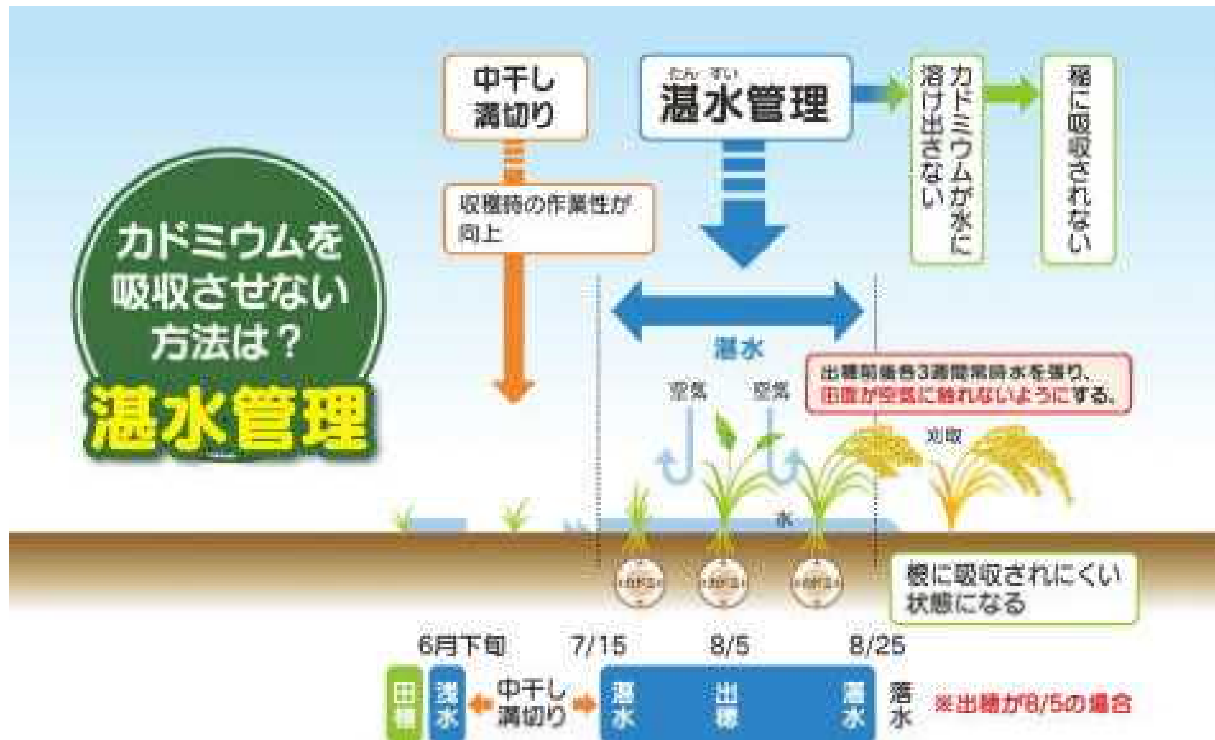 カドミウムを
吸収させない
方法は？
湛水管理
中干し
溝切り
収穫時の作業性が
向上
たん すい
湛水管理
カドミウムが水に
溶け出さない
稲に吸収されない
湛水
空気
空気
出穂前後各3週間常時水を張り、
田面が空気に触れないようにする。
刈取
水
根に吸収されにくい
状態になる
6月下旬
7/15
8/5
8/25
田植
浅水
中干し
溝切り
湛水
出穂
湛水
落水
※出穂が8/5の場合